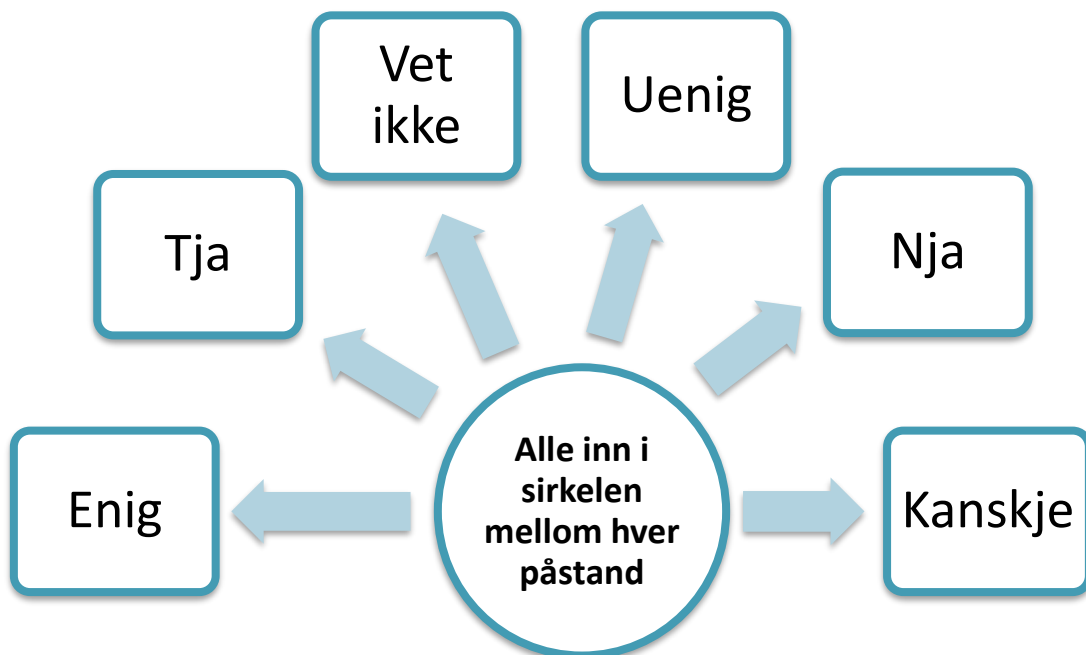 Vet
ikke
Uenig
Tja
Nja
Enig
Alle inn i
sirkelen
mellom hver
påstand
Kanskje